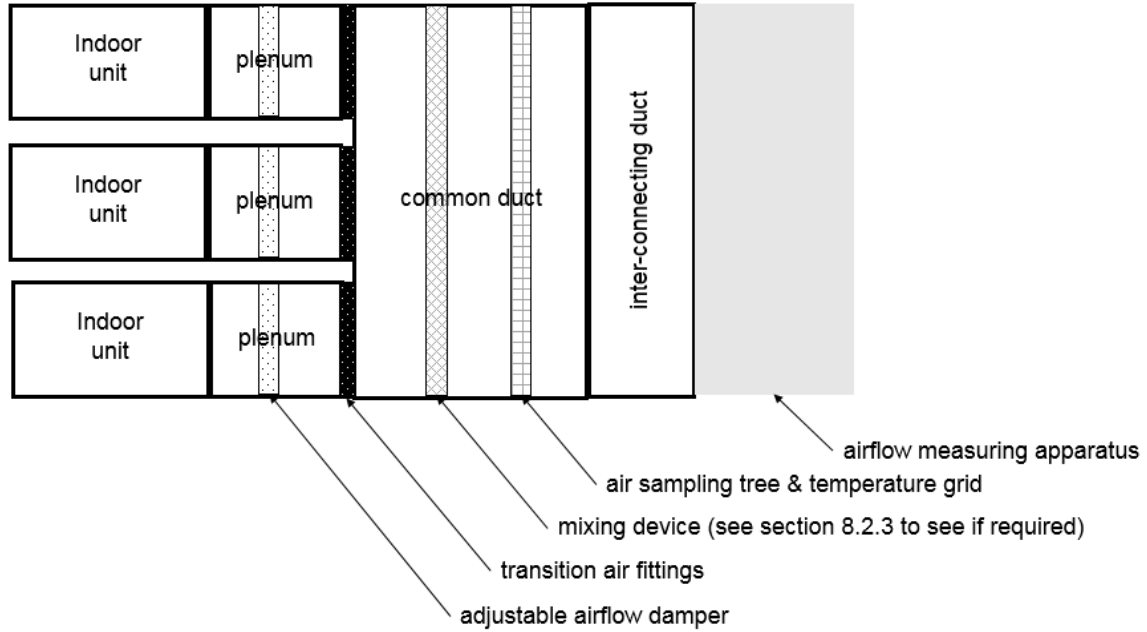 Indoor
unit
plenum
Indoor
unit
plenum
common duct
inter-connecting duct
Indoor
unit
plenum
airflow measuring apparatus
air sampling tree & temperature grid
mixing device (see section 8.2.3 to see if required)
transition air fittings
adjustable airflow damper